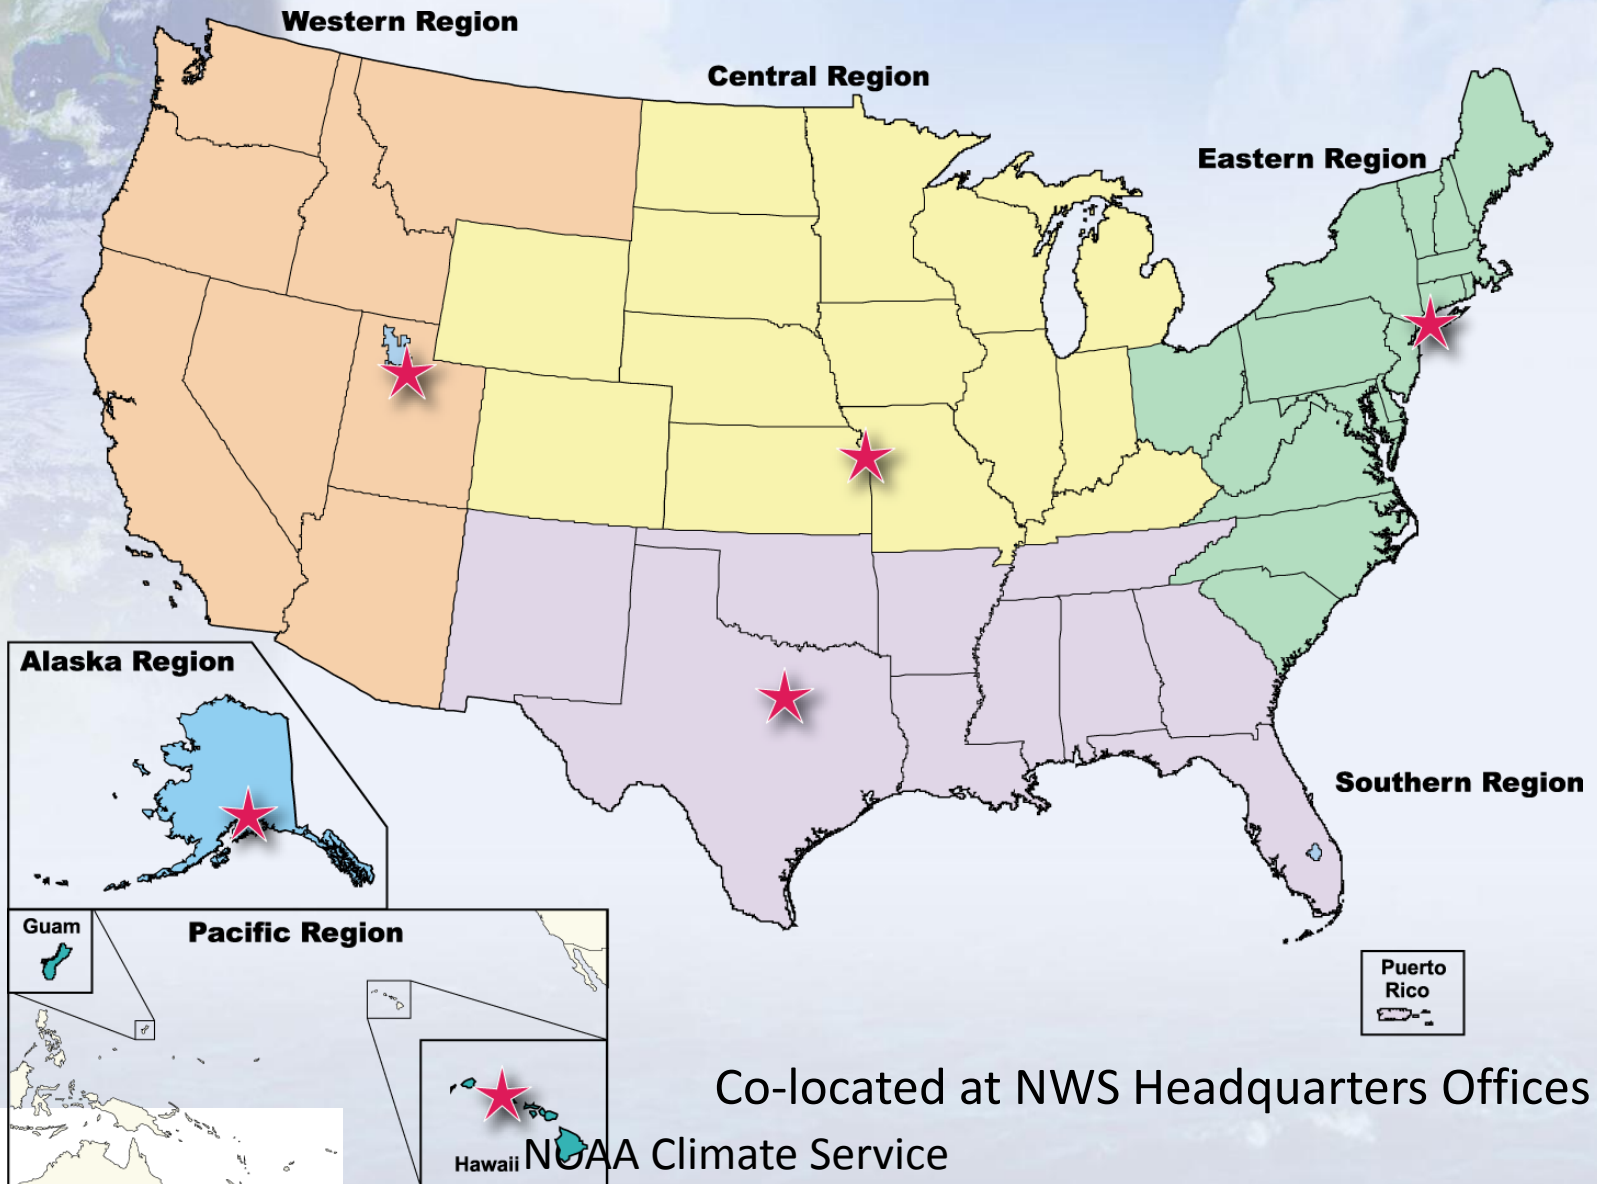 Western Region
Central Region
Eastern Region
Alaska Region
Southern Region
Guam
Pacific Region
Puerto
Rico
Co-located at NWS Headquarters Offices
Hawaii
NOAA Climate Service